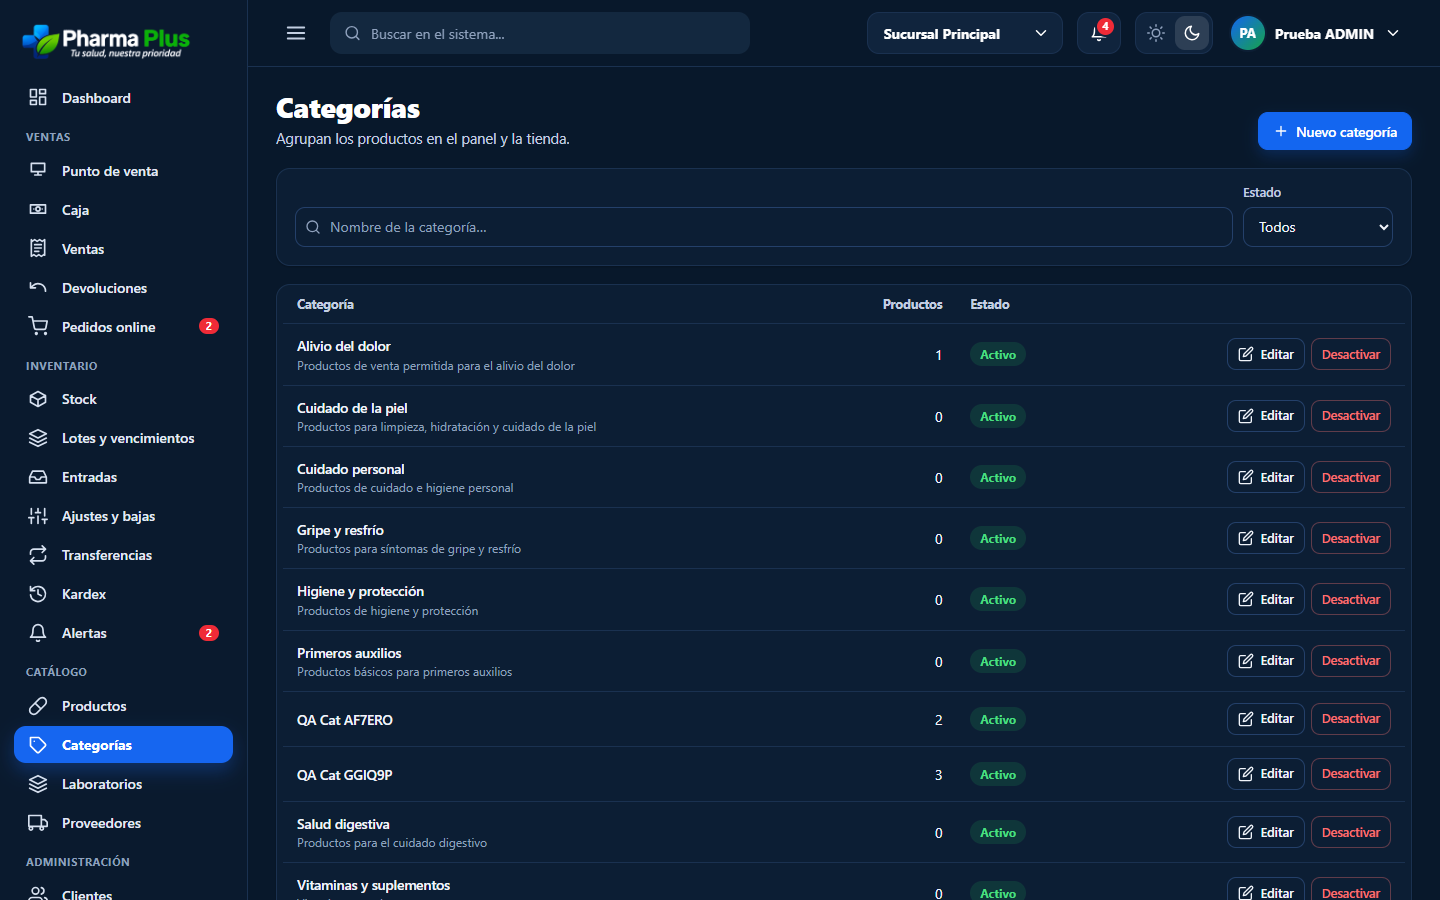 Pharma Plus
Tu salud, nuestra prioridad
Buscar en el sistema...
Sucursal Principal
4
PA
Prueba ADMIN
Dashboard
VENTAS
Punto de venta
Caja
Ventas
Devoluciones
Pedidos online 2
INVENTARIO
Stock
Lotes y vencimientos
Entradas
Ajustes y bajas
Transferencias
Kardex
Alertas 2
CATÁLOGO
Productos
Categorías
Laboratorios
Proveedores
ADMINISTRACIÓN
Clientes
Categorías
Agrupan los productos en el panel y la tienda.
+ Nuevo categoría
Estado
Nombre de la categoría...
Todos
Categoría Productos Estado
Alivio del dolor
Productos de venta permitida para el alivio del dolor
1 Activo Editar Desactivar
Cuidado de la piel
Productos para limpieza, hidratación y cuidado de la piel
0 Activo Editar Desactivar
Cuidado personal
Productos de cuidado e higiene personal
0 Activo Editar Desactivar
Gripe y resfrío
Productos para síntomas de gripe y resfrío
0 Activo Editar Desactivar
Higiene y protección
Productos de higiene y protección
0 Activo Editar Desactivar
Primeros auxilios
Productos básicos para primeros auxilios
0 Activo Editar Desactivar
QA Cat AF7ERO 2 Activo Editar Desactivar
QA Cat GGIQ9P 3 Activo Editar Desactivar
Salud digestiva
Productos para el cuidado digestivo
0 Activo Editar Desactivar
Vitaminas y suplementos
0 Activo Editar Desactivar